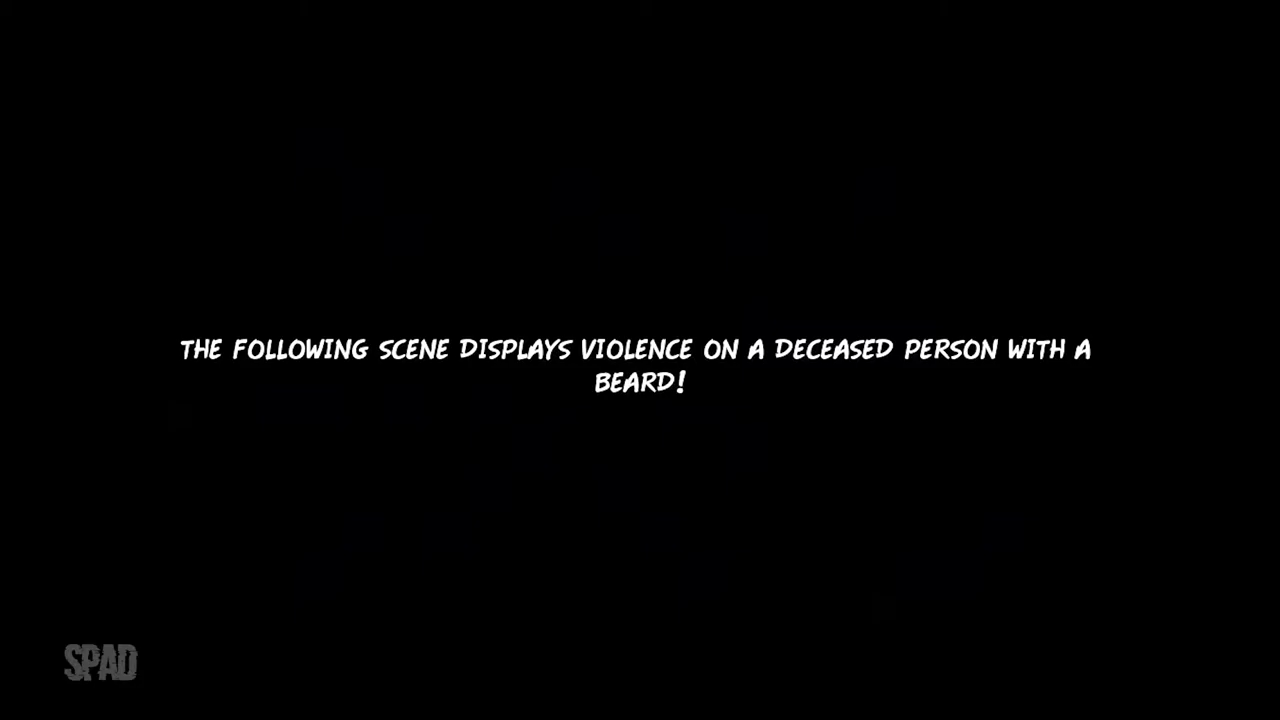 THE FOLLOWING SCENE DISPLAYS VIOLENCE ON A DECEASED PERSON WITH A
BEARD!
SPAD